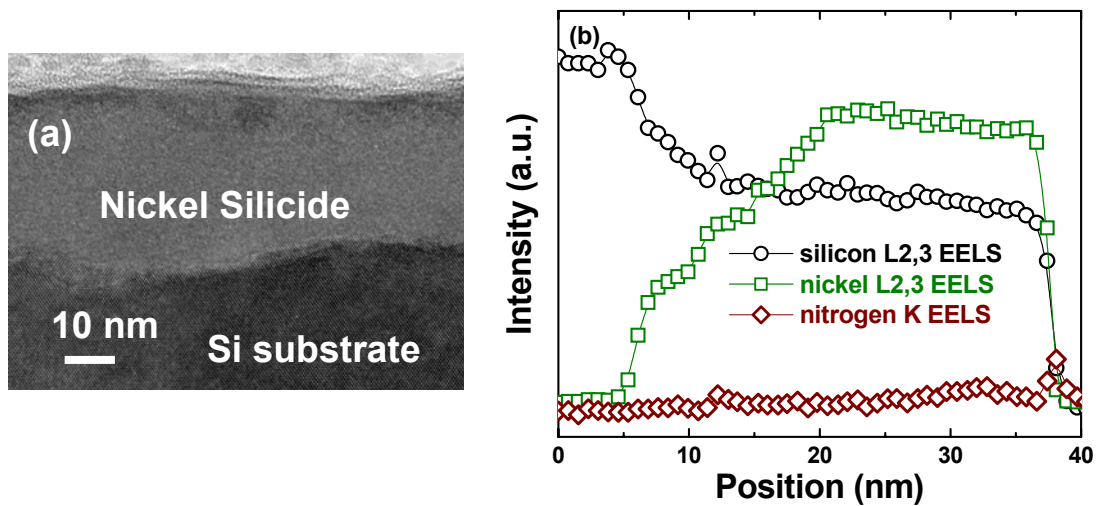 (a)
Nickel Silicide
10 nm
Si substrate
(b)
Intensity (a.u.)
silicon L2,3 EELS
nickel L2,3 EELS
nitrogen K EELS
0 10 20 30 40
Position (nm)